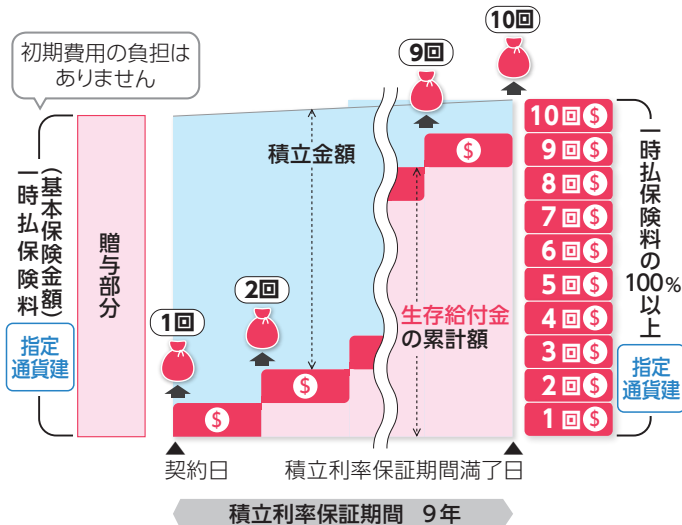 初期費用の負担は
ありません
一時払保険料
(基本保険金額)
指定
通貨建
贈与部分
1回
2回
9回
10回
積立金額
生存給付金
の累計額
$
$
$
10回$
9回$
8回$
7回$
6回$
5回$
4回$
3回$
2回$
1回$
一時払保険料の100%以上
指定
通貨建
契約日
積立利率保証期間満了日
積立利率保証期間 9年